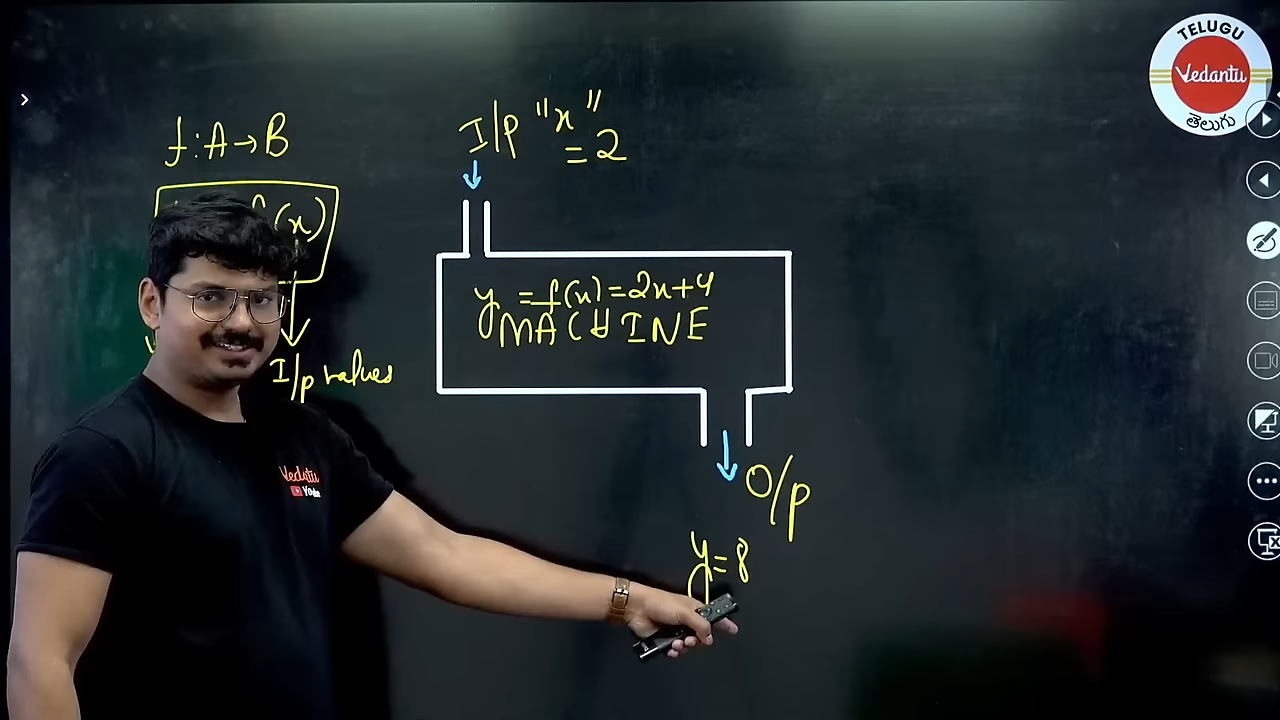 TELUGU
Vedantu
తెలుగు
f:A→B
I/P "x"
=2
(x)
y=f(x)=2x+4
MACHINE
I/p values
O/p
y=8
Vedantu